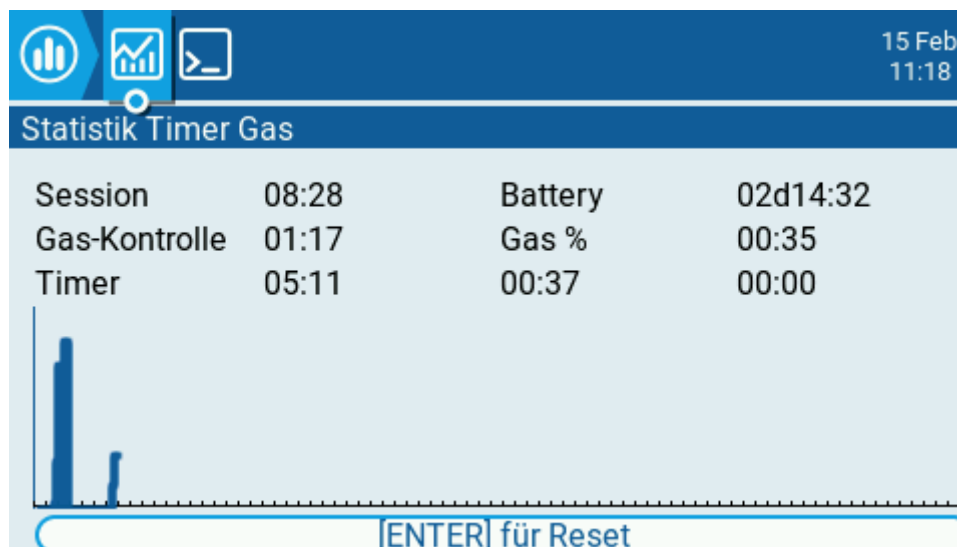 15 Feb
11:18
Statistik Timer Gas
Session 08:28 Battery 02d14:32
Gas-Kontrolle 01:17 Gas % 00:35
Timer 05:11 00:37 00:00
[ENTER] für Reset